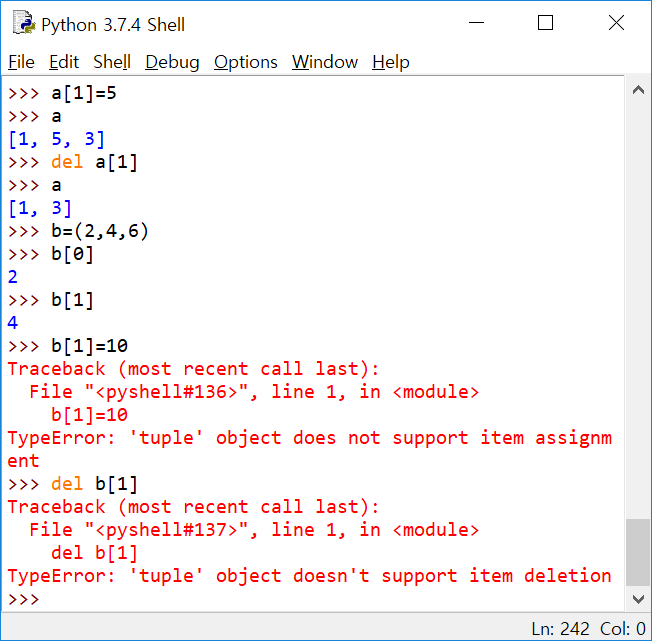 Python 3.7.4 Shell
File Edit Shell Debug Options Window Help
>>> a[1]=5
>>> a
[1, 5, 3]
>>> del a[1]
>>> a
[1, 3]
>>> b=(2,4,6)
>>> b[0]
2
>>> b[1]
4
>>> b[1]=10
Traceback (most recent call last):
  File "<pyshell#136>", line 1, in <module>
    b[1]=10
TypeError: 'tuple' object does not support item assignm
ent
>>> del b[1]
Traceback (most recent call last):
  File "<pyshell#137>", line 1, in <module>
    del b[1]
TypeError: 'tuple' object doesn't support item deletion
>>>
Ln: 242 Col: 0